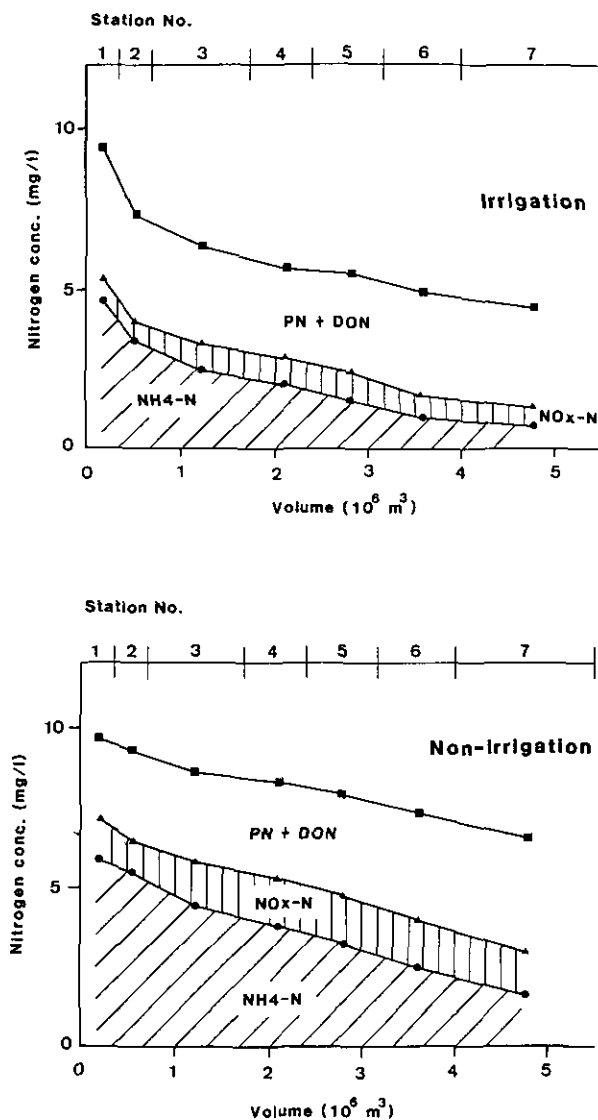 Station No.
1 2 3 4 5 6 7
10
5
0
Nitrogen conc. (mg/l)
Irrigation
PN + DON
NH4-N
NOx-N
0 1 2 3 4 5
Volume (10⁶ m³)
Station No.
1 2 3 4 5 6 7
10
5
0
Nitrogen conc. (mg/l)
Non-irrigation
PN + DON
NOx-N
NH4-N
0 1 2 3 4 5
Volume (10⁶ m³)